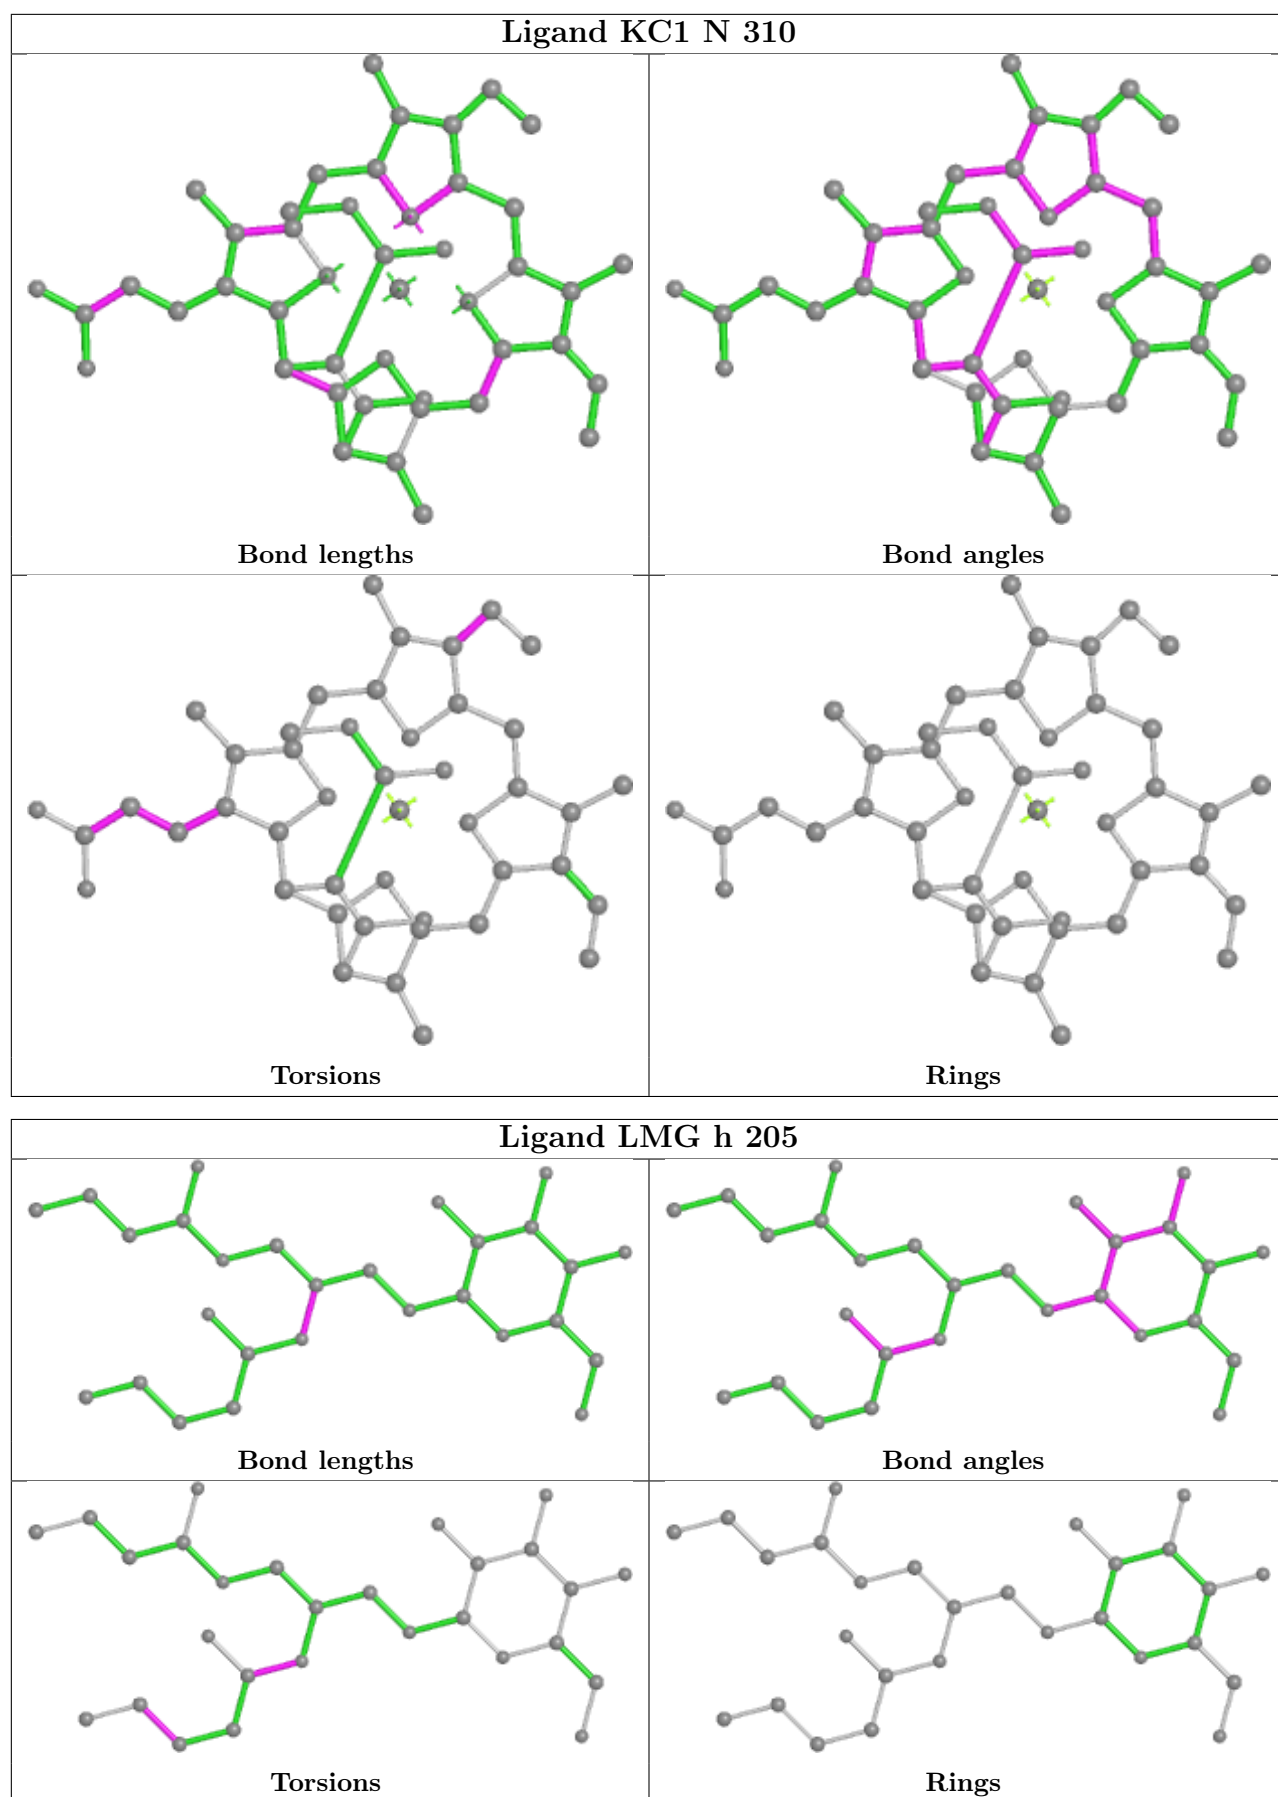 Ligand KC1 N 310
Bond lengths
Bond angles
Torsions
Rings
Ligand LMG h 205
Bond lengths
Bond angles
Torsions
Rings